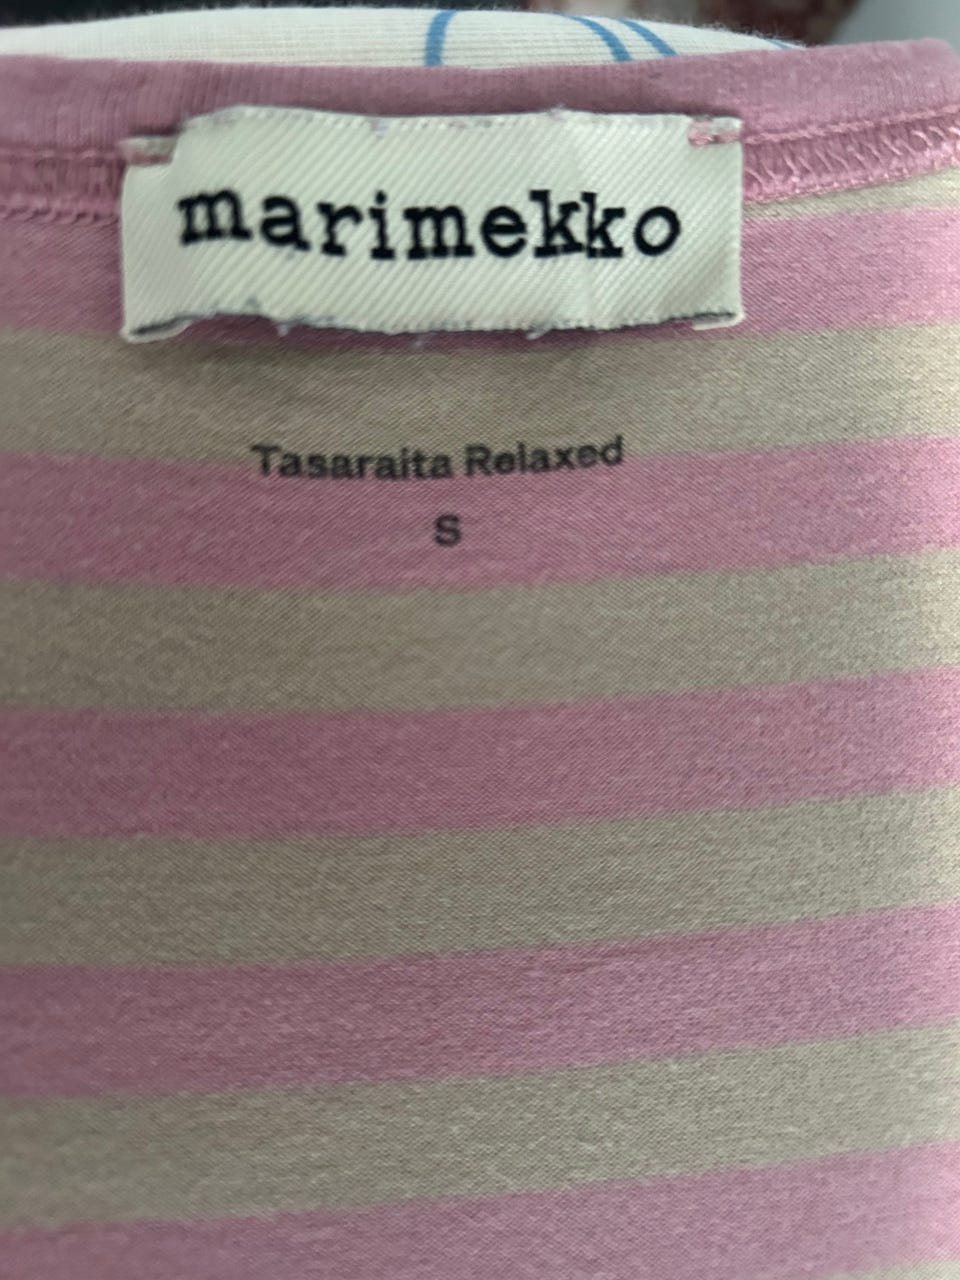 marimekko
Tasaraita Relaxed
S